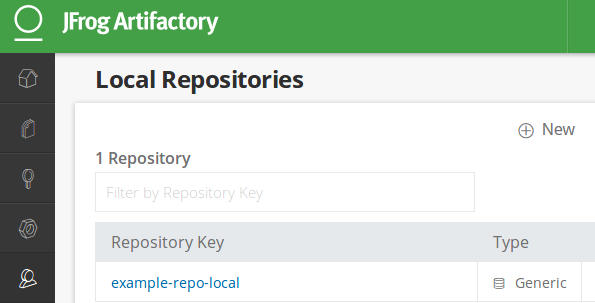 JFrog Artifactory
Local Repositories
New
1 Repository
Filter by Repository Key
Repository Key Type
example-repo-local Generic